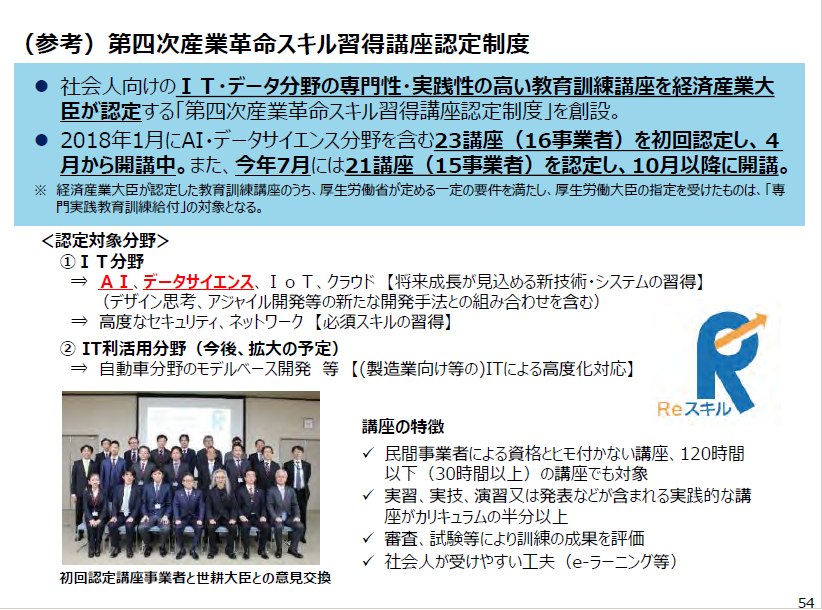 （参考）第四次産業革命スキル習得講座認定制度
● 社会人向けのＩＴ・データ分野の専門性・実践性の高い教育訓練講座を経済産業大
臣が認定する「第四次産業革命スキル習得講座認定制度」を創設。
● 2018年1月にAI・データサイエンス分野を含む23講座（16事業者）を初回認定し、4
月から開講中。また、今年7月には21講座（15事業者）を認定し、10月以降に開講。
※ 経済産業大臣が認定した教育訓練講座のうち、厚生労働省が定める一定の要件を満たし、厚生労働大臣の指定を受けたものは、「専
門実践教育訓練給付」の対象となる。
＜認定対象分野＞
①ＩＴ分野
⇒ ＡＩ、データサイエンス、ＩｏＴ、クラウド【将来成長が見込める新技術・システムの習得】
（デザイン思考、アジャイル開発等の新たな開発手法との組み合わせを含む）
⇒ 高度なセキュリティ、ネットワーク【必須スキルの習得】
② IT利活用分野（今後、拡大の予定）
⇒ 自動車分野のモデルベース開発 等【(製造業向け等の)ITによる高度化対応】
Reスキル
講座の特徴
✓ 民間事業者による資格とヒモ付かない講座、120時間
以下（30時間以上）の講座でも対象
✓ 実習、実技、演習又は発表などが含まれる実践的な講
座がカリキュラムの半分以上
✓ 審査、試験等により訓練の成果を評価
✓ 社会人が受けやすい工夫（e-ラーニング等）
初回認定講座事業者と世耕大臣との意見交換
54